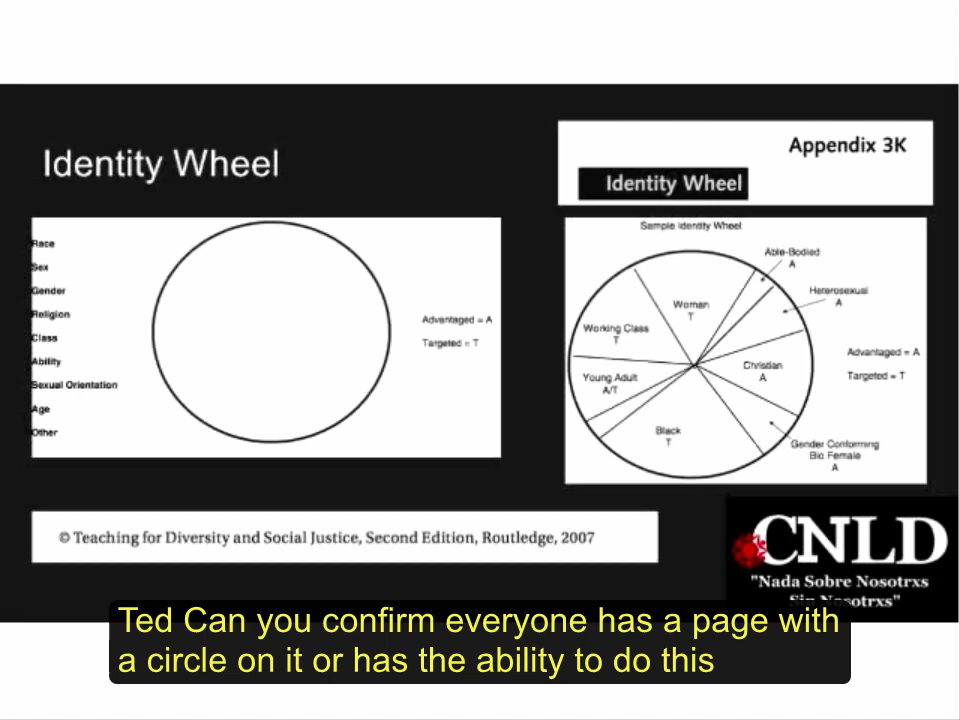 Identity Wheel
Race
Sex
Gender
Religion
Class
Ability
Sexual Orientation
Age
Other
Advantaged = A
Targeted = T
Appendix 3K
Identity Wheel
Sample Identity Wheel
Able-Bodied
A
Heterosexual
A
Woman
T
Working Class
T
Christian
A
Young Adult
A/T
Black
T
Gender Conforming
Bio Female
A
Advantaged = A
Targeted = T
© Teaching for Diversity and Social Justice, Second Edition, Routledge, 2007
CNLD
"Nada Sobre Nosotrxs
Sin Nosotrxs"
Ted Can you confirm everyone has a page with
a circle on it or has the ability to do this